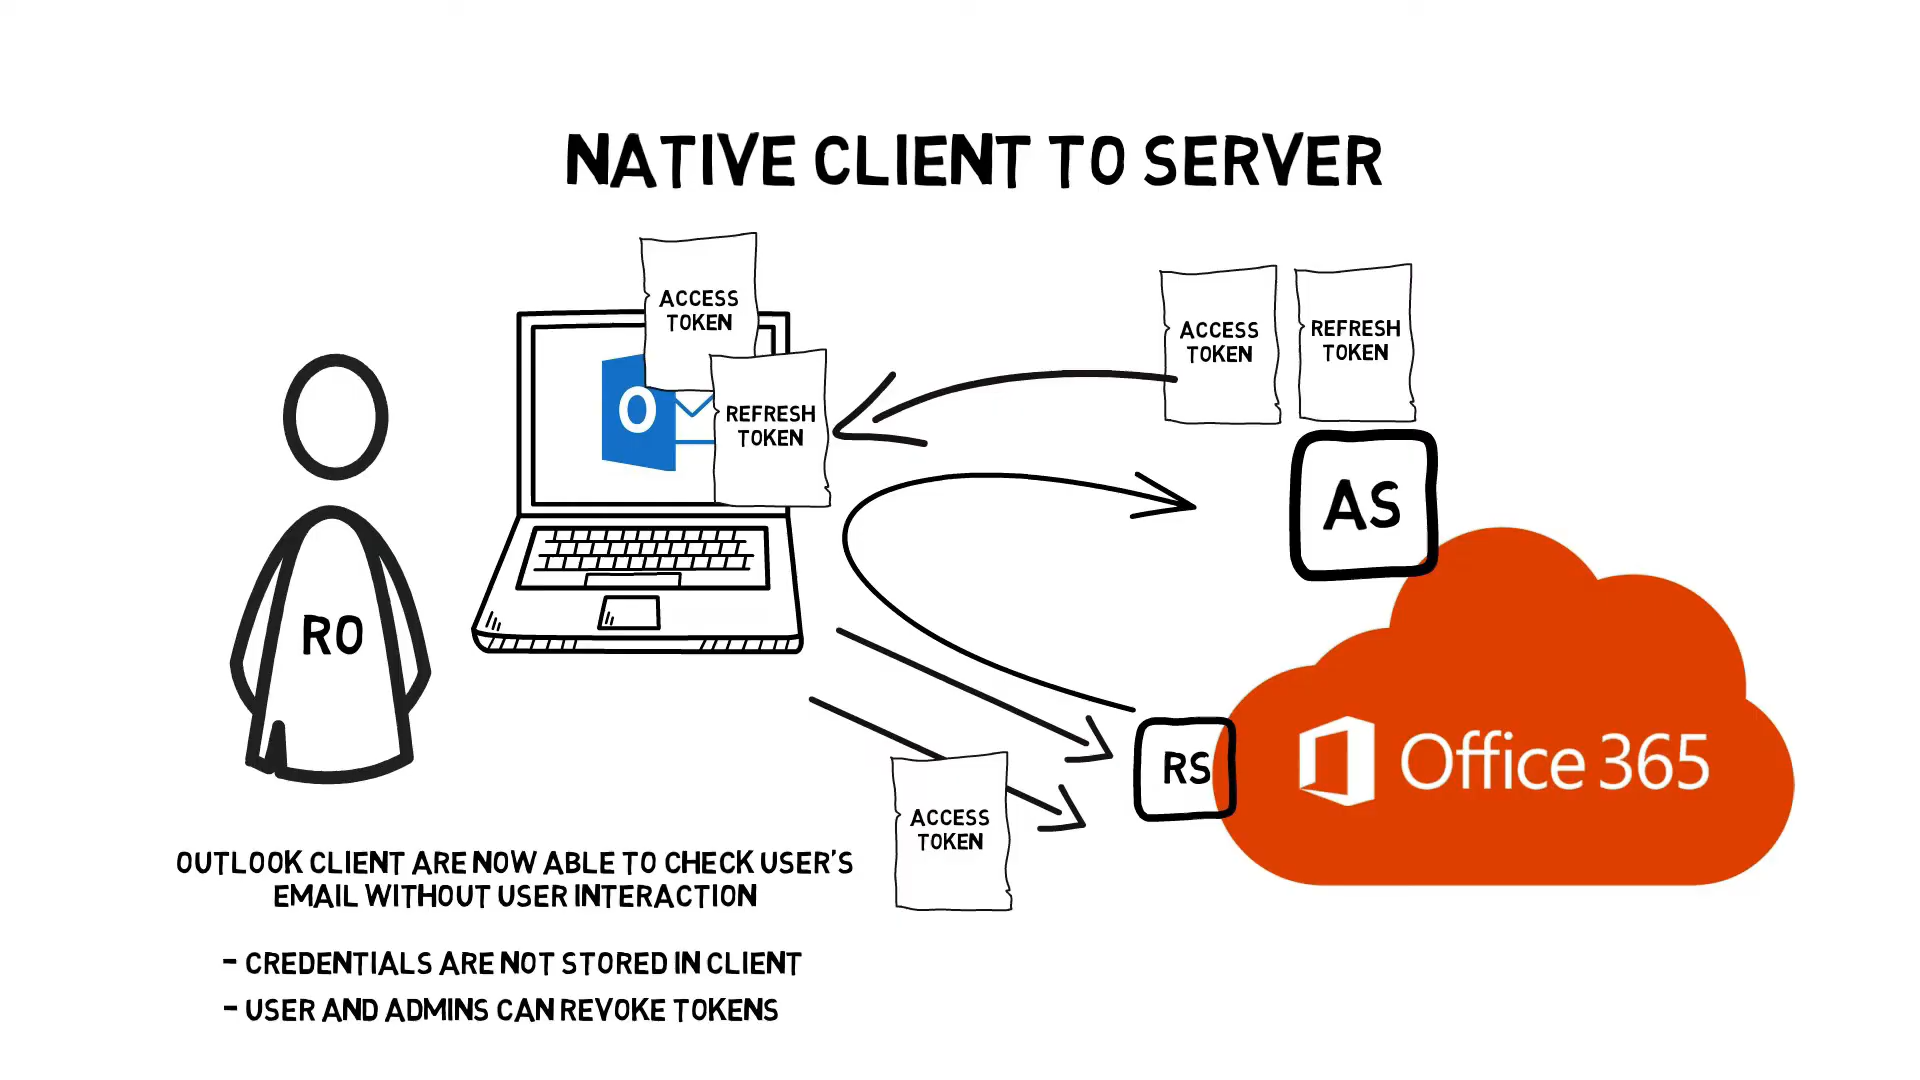 NATIVE CLIENT TO SERVER
ACCESS
TOKEN
REFRESH
TOKEN
O
ACCESS
TOKEN
REFRESH
TOKEN
AS
RO
RS
Office 365
ACCESS
TOKEN
OUTLOOK CLIENT ARE NOW ABLE TO CHECK USER'S
EMAIL WITHOUT USER INTERACTION
- CREDENTIALS ARE NOT STORED IN CLIENT
- USER AND ADMINS CAN REVOKE TOKENS